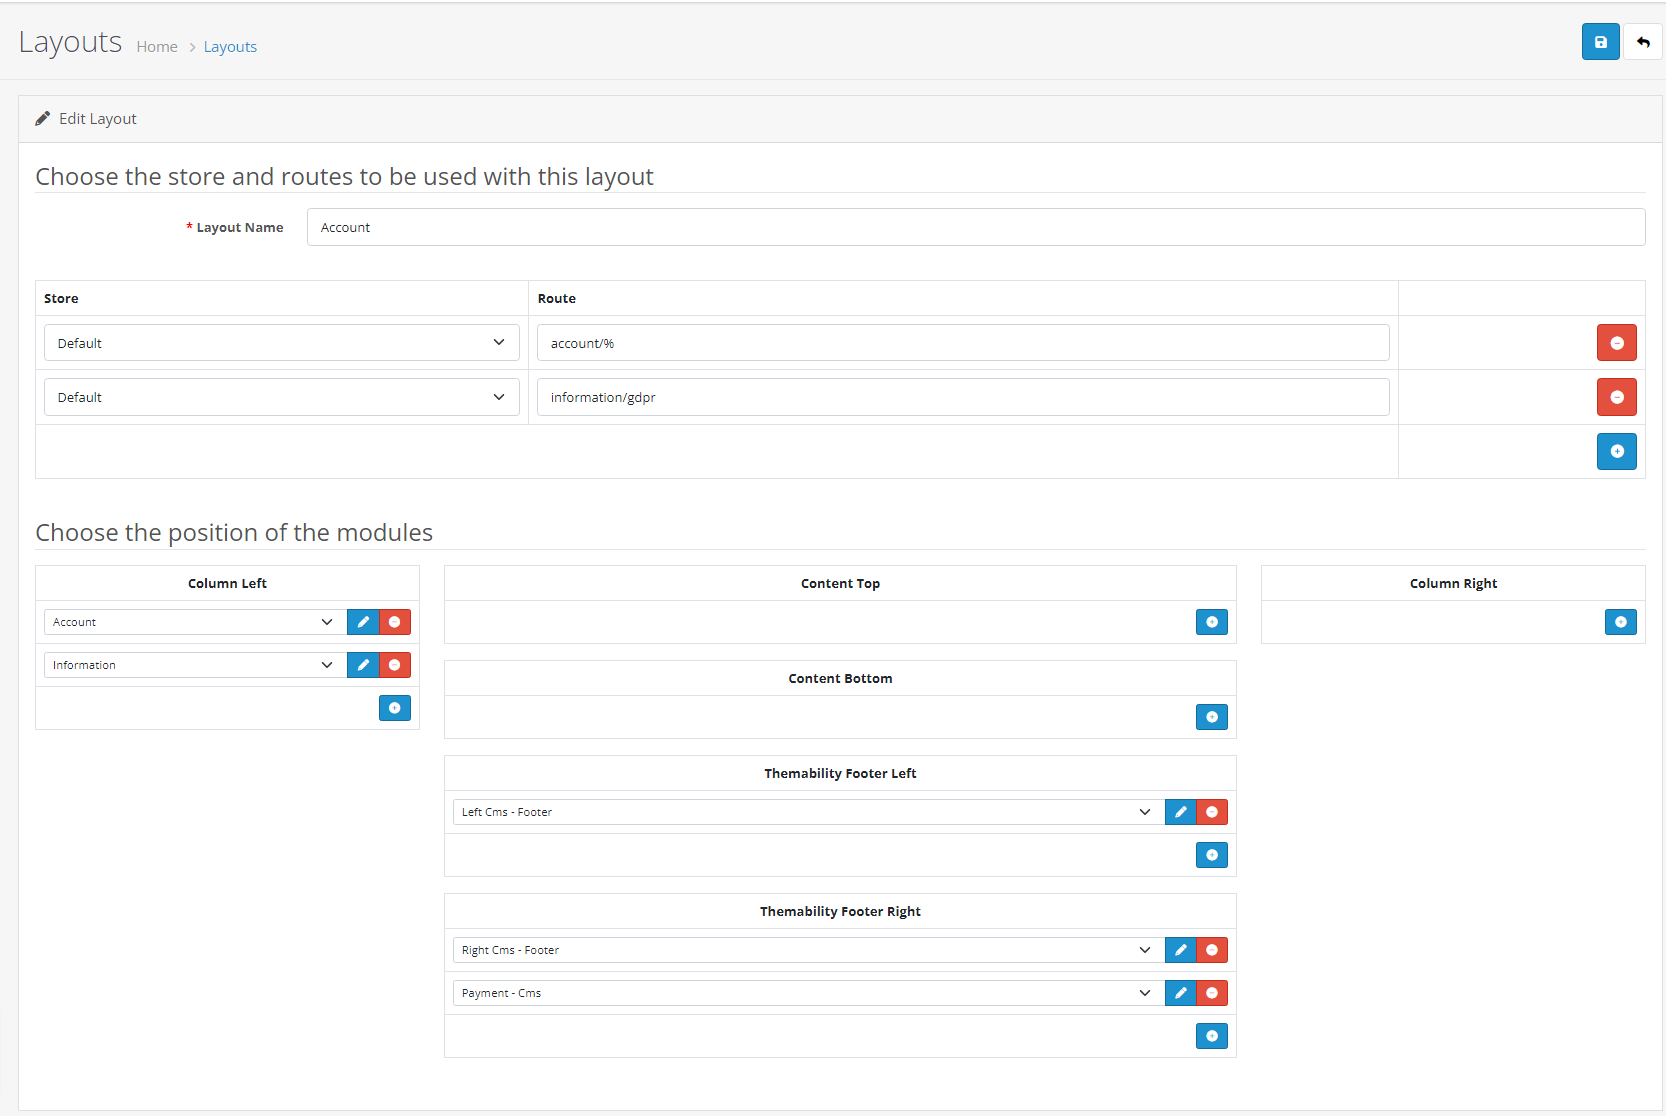 Layouts Home > Layouts
Edit Layout
Choose the store and routes to be used with this layout
* Layout Name Account
Store Route
Default account/%
Default information/gdpr
Choose the position of the modules
Column Left Content Top Column Right
Account
Information
Content Bottom
Themability Footer Left
Left Cms - Footer
Themability Footer Right
Right Cms - Footer
Payment - Cms